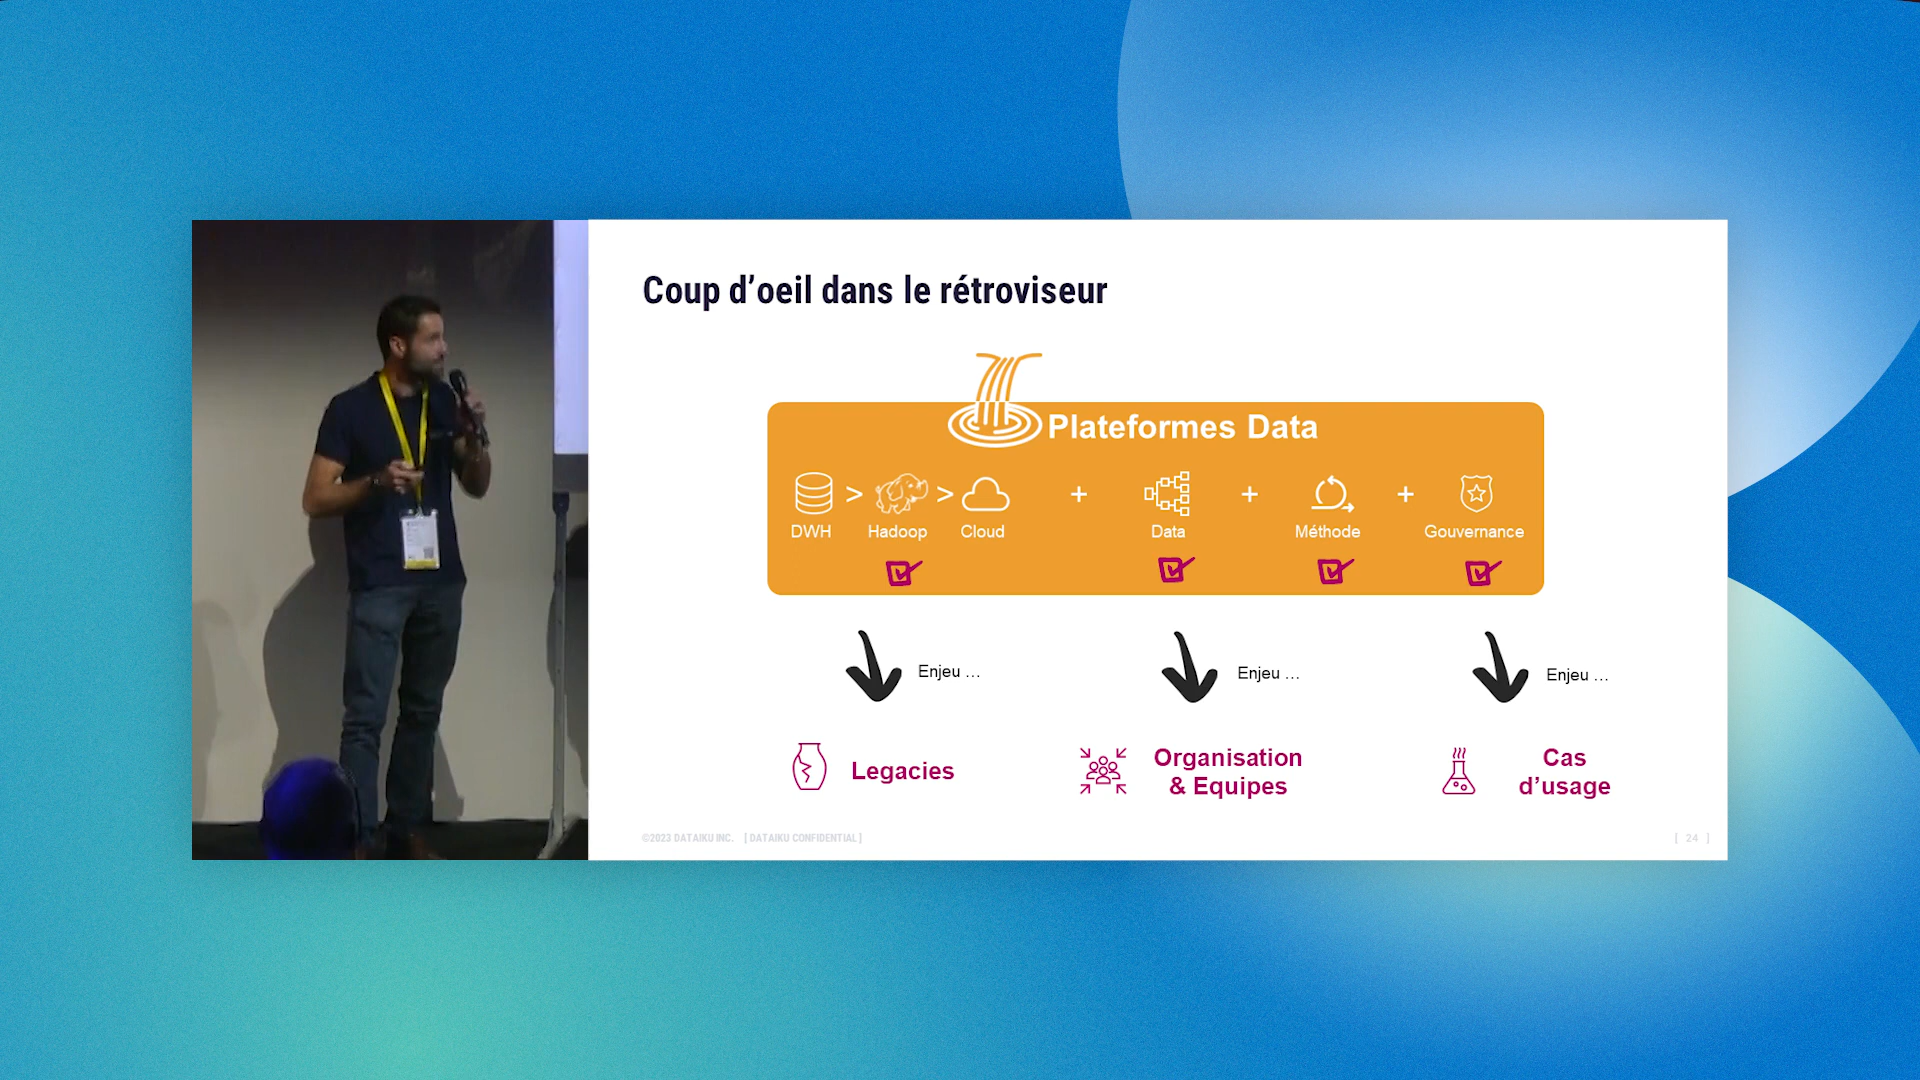 Coup d’oeil dans le rétroviseur
Plateformes Data
DWH > Hadoop > Cloud + Data + Méthode + Gouvernance
Enjeu ... Enjeu ... Enjeu ...
Legacies
Organisation
& Equipes
Cas
d’usage
©2023 DATAIKU INC. [ DATAIKU CONFIDENTIAL ]
[ 24 ]